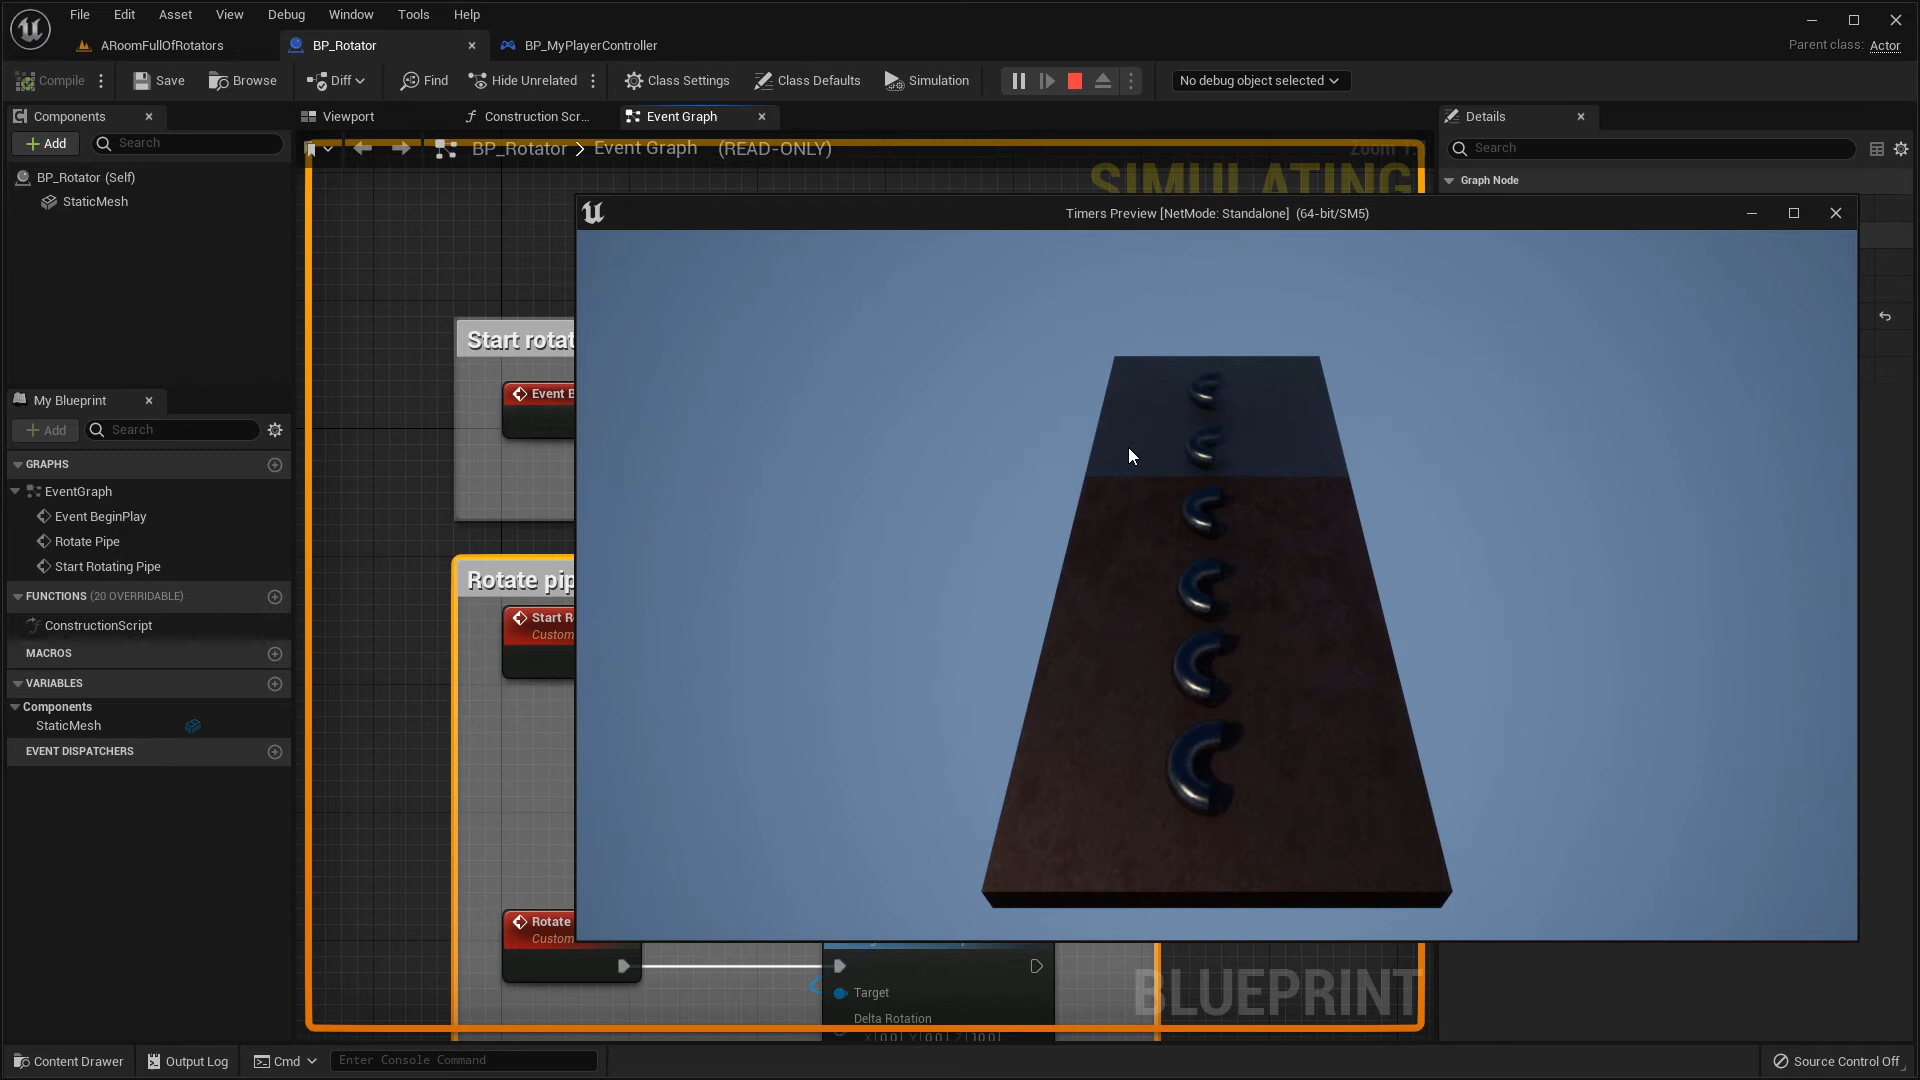 File Edit Asset View Debug Window Tools Help
ARoomFullOfRotators
BP_Rotator
BP_MyPlayerController
Parent class: Actor
Compile
Save
Browse
Diff
Find
Hide Unrelated
Class Settings
Class Defaults
Simulation
No debug object selected
Components
Viewport
Construction Scr...
Event Graph
Details
Add
Search
BP_Rotator
Event Graph
(READ-ONLY)
Search
SIMULATING
Graph Node
BP_Rotator (Self)
StaticMesh
Timers Preview [NetMode: Standalone] (64-bit/SM5)
Start rotat
Event B
My Blueprint
Add
Search
GRAPHS
EventGraph
Event BeginPlay
Rotate Pipe
Start Rotating Pipe
Rotate pip
FUNCTIONS (20 OVERRIDABLE)
Start R
Custom
ConstructionScript
MACROS
VARIABLES
Components
StaticMesh
EVENT DISPATCHERS
Rotate
Custom
Target
Delta Rotation
BLUEPRINT
Content Drawer
Output Log
Cmd
Enter Console Command
Source Control Off